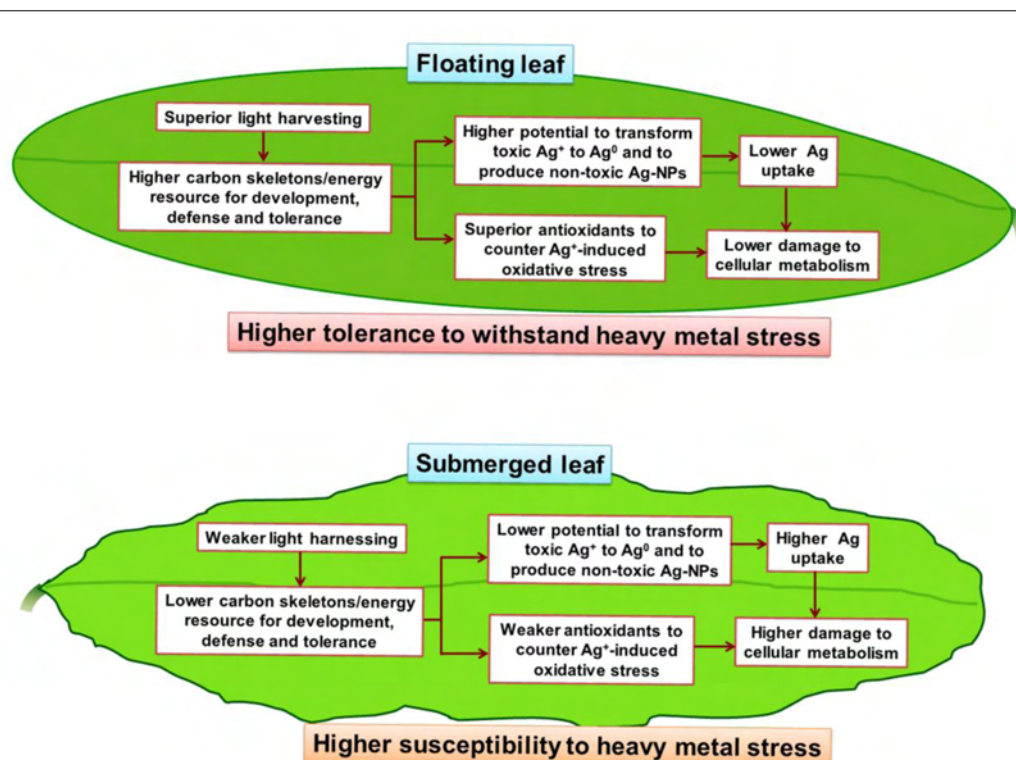 Floating leaf
Superior light harvesting
Higher carbon skeletons/energy
resource for development,
defense and tolerance
Higher potential to transform
toxic Ag⁺ to Ag⁰ and to
produce non-toxic Ag-NPs
Lower Ag
uptake
Superior antioxidants to
counter Ag⁺-induced
oxidative stress
Lower damage to
cellular metabolism
Higher tolerance to withstand heavy metal stress
Submerged leaf
Weaker light harnessing
Lower carbon skeletons/energy
resource for development,
defense and tolerance
Lower potential to transform
toxic Ag⁺ to Ag⁰ and to
produce non-toxic Ag-NPs
Higher Ag
uptake
Weaker antioxidants to
counter Ag⁺-induced
oxidative stress
Higher damage to
cellular metabolism
Higher susceptibility to heavy metal stress